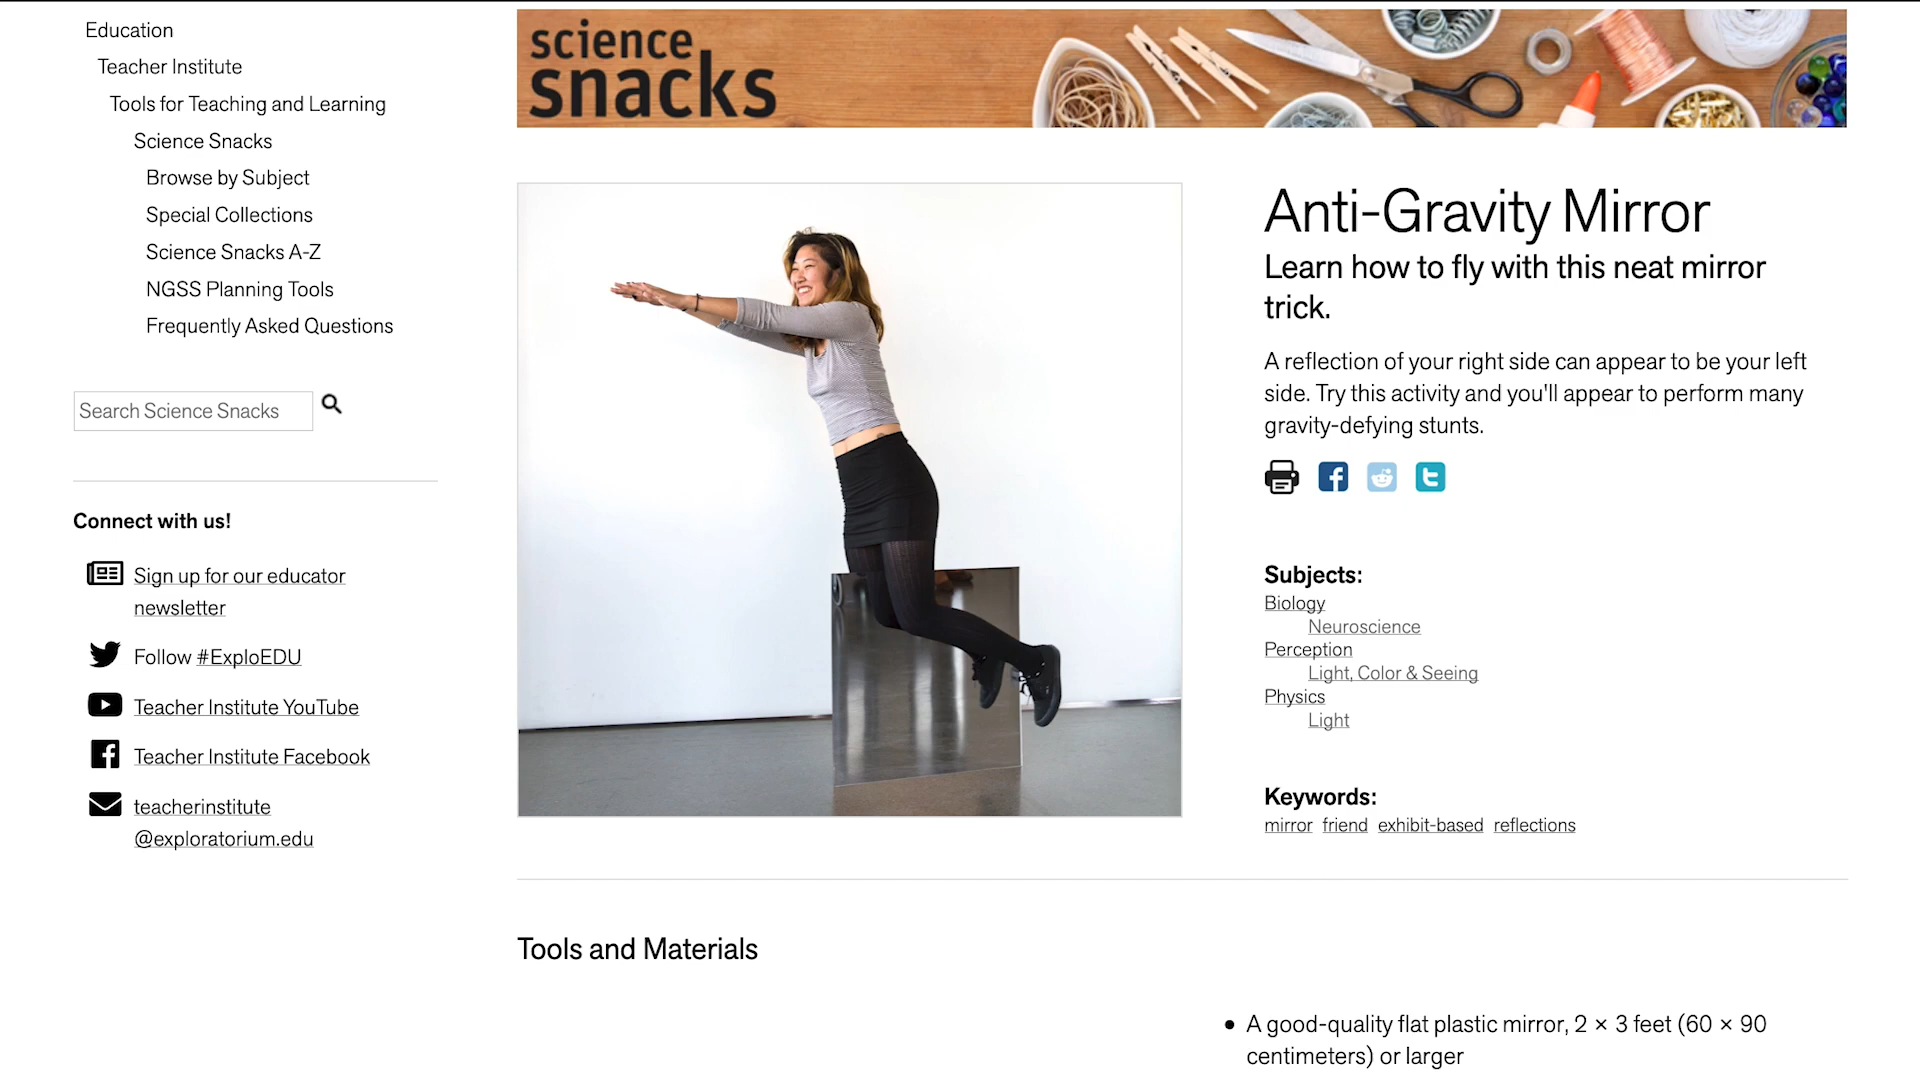 Education
Teacher Institute
Tools for Teaching and Learning
Science Snacks
Browse by Subject
Special Collections
Science Snacks A-Z
NGSS Planning Tools
Frequently Asked Questions
Search Science Snacks
Connect with us!
Sign up for our educator
newsletter
Follow #ExploEDU
Teacher Institute YouTube
Teacher Institute Facebook
teacherinstitute
@exploratorium.edu
science
snacks
Anti-Gravity Mirror
Learn how to fly with this neat mirror
trick.
A reflection of your right side can appear to be your left
side. Try this activity and you'll appear to perform many
gravity-defying stunts.
Subjects:
Biology
Neuroscience
Perception
Light, Color & Seeing
Physics
Light
Keywords:
mirror friend exhibit-based reflections
Tools and Materials
• A good-quality flat plastic mirror, 2 × 3 feet (60 × 90
centimeters) or larger